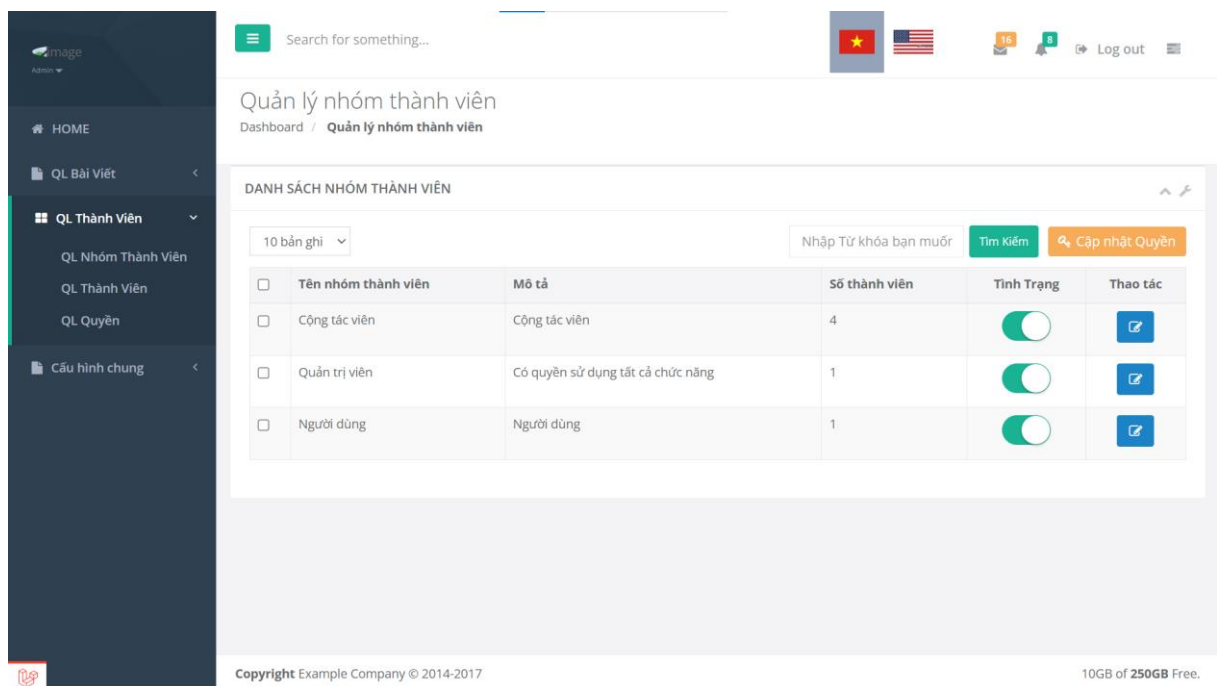 image
Admin
Search for something...
16
8
Log out
Quản lý nhóm thành viên
Dashboard / Quản lý nhóm thành viên
HOME
QL Bài Viết
QL Thành Viên
QL Nhóm Thành Viên
QL Thành Viên
QL Quyền
Cấu hình chung
DANH SÁCH NHÓM THÀNH VIÊN
10 bản ghi
Nhập Từ khóa bạn muốn
Tìm Kiếm
Cập nhật Quyền
Tên nhóm thành viên Mô tả Số thành viên Tình Trạng Thao tác
Cộng tác viên Cộng tác viên 4
Quản trị viên Có quyền sử dụng tất cả chức năng 1
Người dùng Người dùng 1
Copyright Example Company © 2014-2017
10GB of 250GB Free.